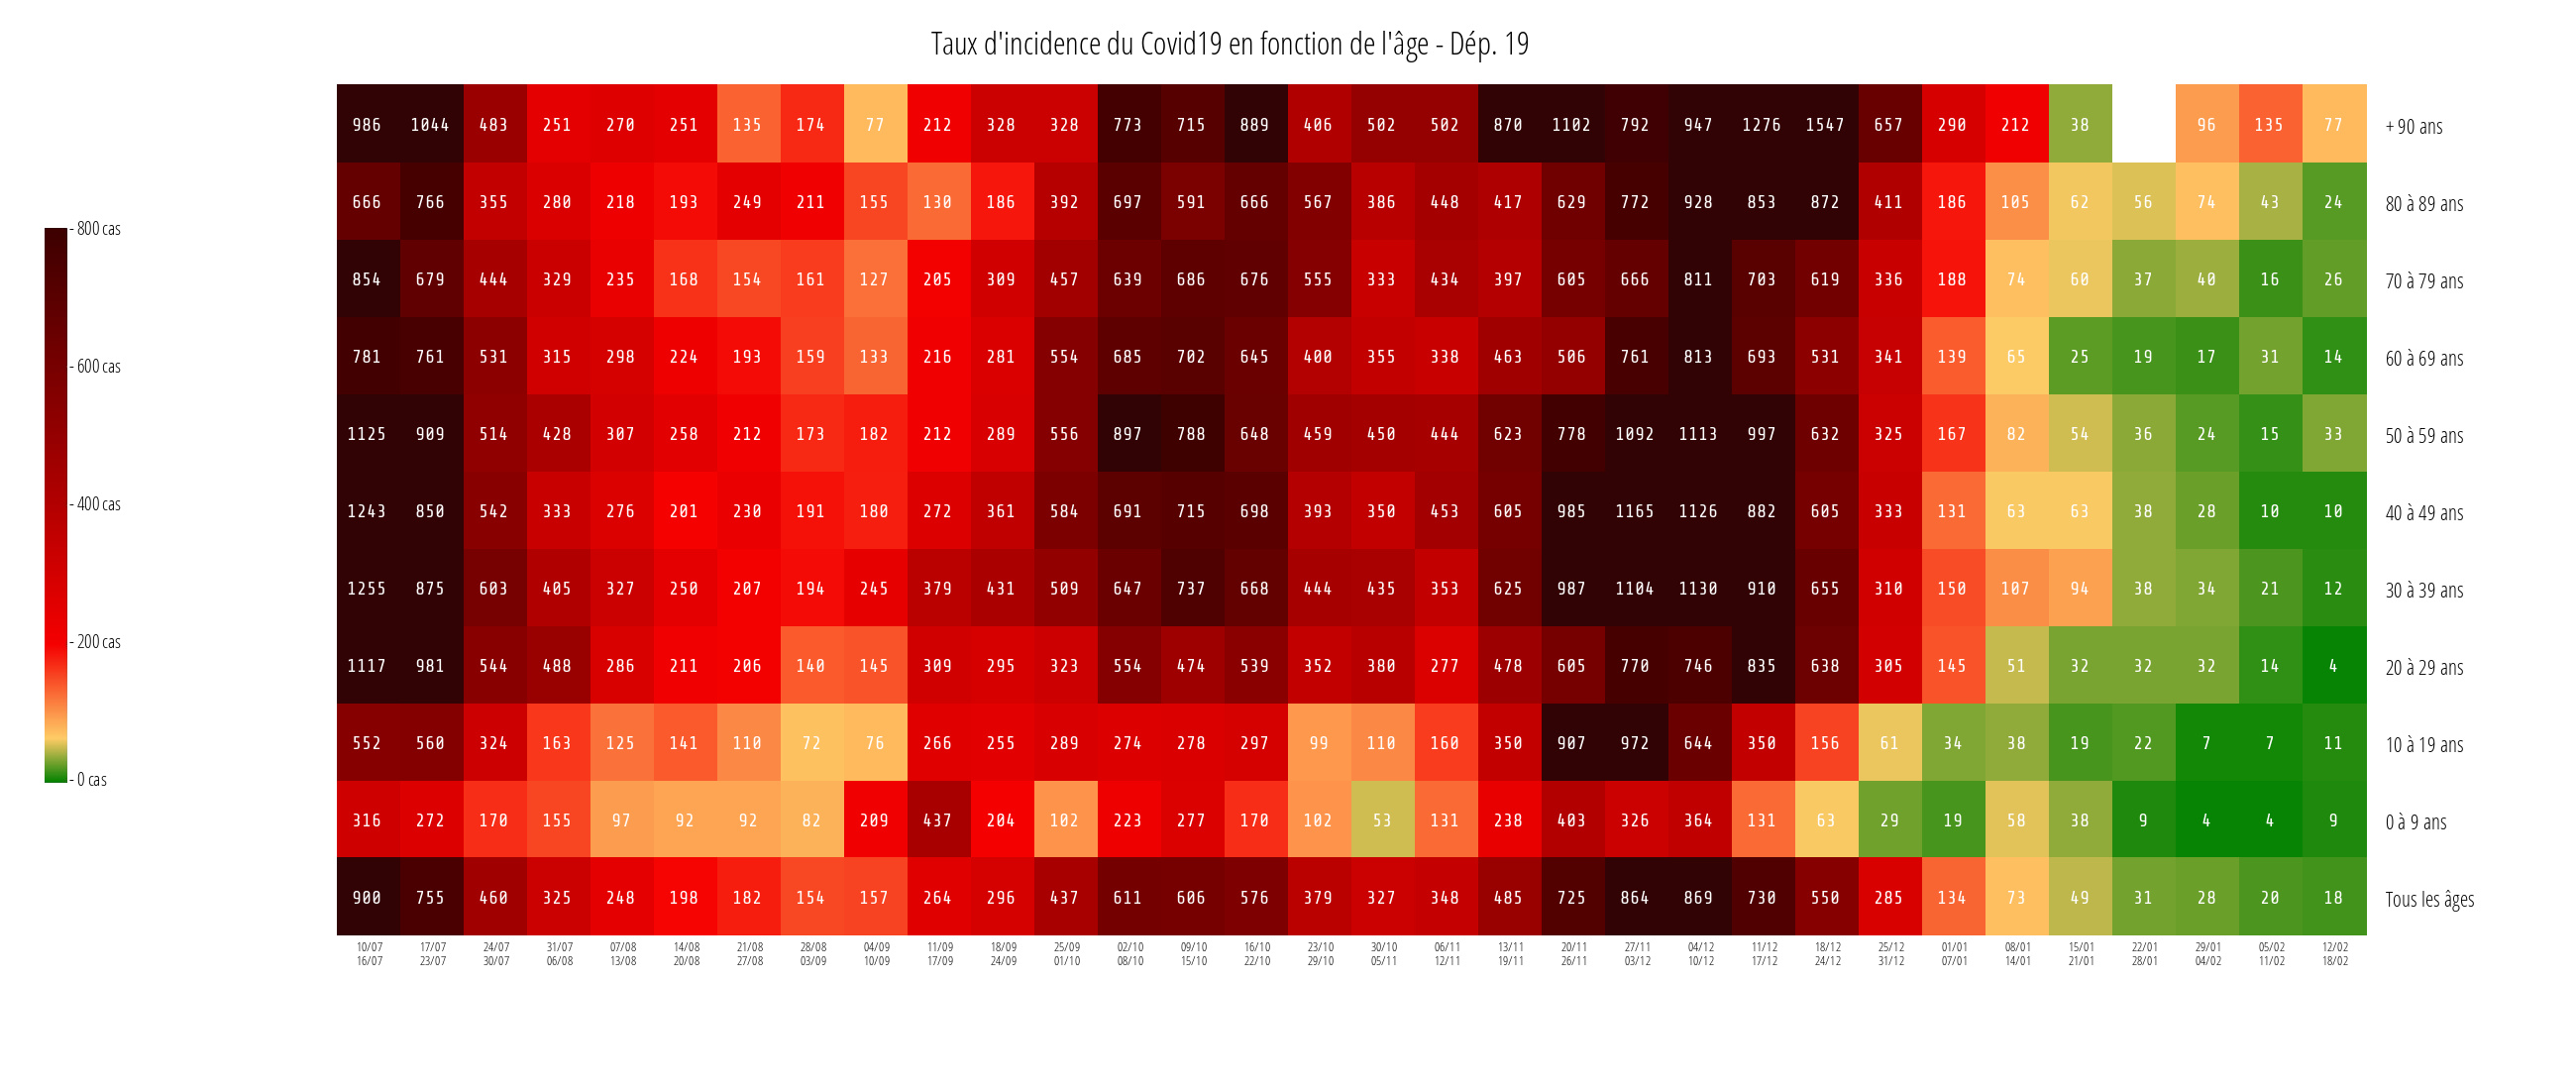 Taux d'incidence du Covid19 en fonction de l'âge - Dép. 19
986 1044 483 251 270 251 135 174 77 212 328 328 773 715 889 406 502 502 870 1102 792 947 1276 1547 657 290 212 38 96 135 77 + 90 ans
666 766 355 280 218 193 249 211 155 130 186 392 697 591 666 567 386 448 417 629 772 928 853 872 411 186 105 62 56 74 43 24 80 à 89 ans
854 679 444 329 235 168 154 161 127 205 309 457 639 686 676 555 333 434 397 605 666 811 703 619 336 188 74 60 37 40 16 26 70 à 79 ans
781 761 531 315 298 224 193 159 133 216 281 554 685 702 645 400 355 338 463 506 761 813 693 531 341 139 65 25 19 17 31 14 60 à 69 ans
1125 909 514 428 307 258 212 173 182 212 289 556 897 788 648 459 450 444 623 778 1092 1113 997 632 325 167 82 54 36 24 15 33 50 à 59 ans
1243 850 542 333 276 201 230 191 180 272 361 584 691 715 698 393 350 453 605 985 1165 1126 882 605 333 131 63 63 38 28 10 10 40 à 49 ans
1255 875 603 405 327 250 207 194 245 379 431 509 647 737 668 444 435 353 625 987 1104 1130 910 655 310 150 107 94 38 34 21 12 30 à 39 ans
1117 981 544 488 286 211 206 140 145 309 295 323 554 474 539 352 380 277 478 605 770 746 835 638 305 145 51 32 32 32 14 4 20 à 29 ans
552 560 324 163 125 141 110 72 76 266 255 289 274 278 297 99 110 160 350 907 972 644 350 156 61 34 38 19 22 7 7 11 10 à 19 ans
316 272 170 155 97 92 92 82 209 437 204 102 223 277 170 102 53 131 238 403 326 364 131 63 29 19 58 38 9 4 4 9 0 à 9 ans
900 755 460 325 248 198 182 154 157 264 296 437 611 606 576 379 327 348 485 725 864 869 730 550 285 134 73 49 31 28 20 18 Tous les âges
10/07 17/07 24/07 31/07 07/08 14/08 21/08 28/08 04/09 11/09 18/09 25/09 02/10 09/10 16/10 23/10 30/10 06/11 13/11 20/11 27/11 04/12 11/12 18/12 25/12 01/01 08/01 15/01 22/01 29/01 05/02 12/02
16/07 23/07 30/07 06/08 13/08 20/08 27/08 03/09 10/09 17/09 24/09 01/10 08/10 15/10 22/10 29/10 05/11 12/11 19/11 26/11 03/12 10/12 17/12 24/12 31/12 07/01 14/01 21/01 28/01 04/02 11/02 18/02
- 800 cas
- 600 cas
- 400 cas
- 200 cas
- 0 cas